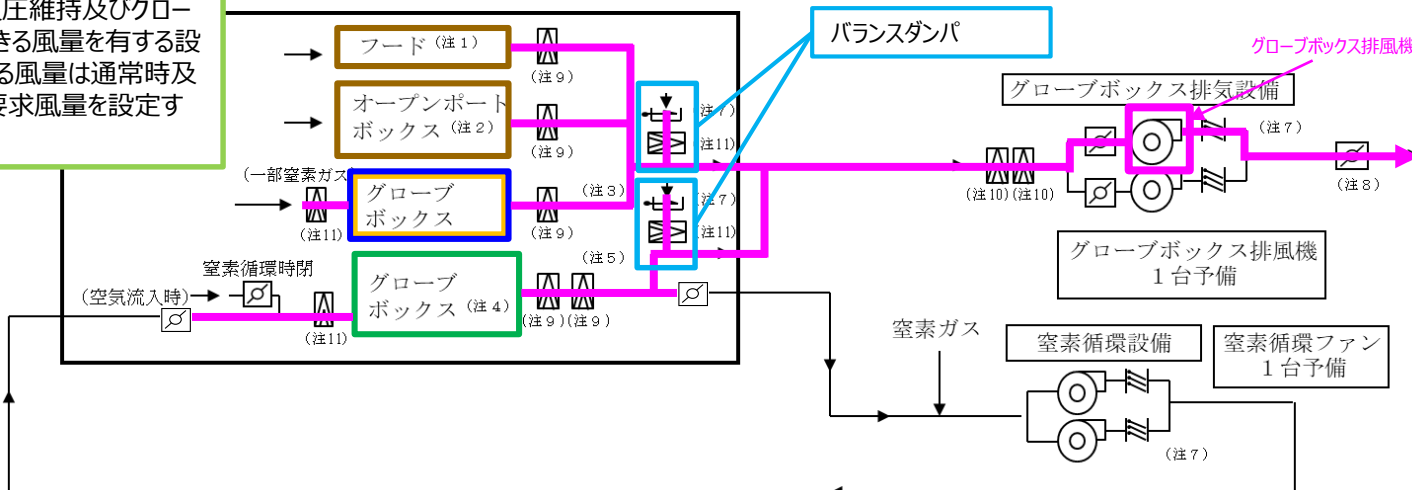 圧維持及びグロー
きる風量を有する設
る風量は通常時及
要求風量を設定す
バランスダンパ
グローブボックス排風機
フード(注1)
(注9)
(注7)
(注11)
グローブボックス排気設備
(注7)
オープンポート
ボックス(注2)
(注9)
(一部窒素ガス)
(注11)
グローブ
ボックス
(注9)
(注3)
(注7)
(注11)
(注10)(注10)
(注8)
(注5)
グローブボックス排風機
1台予備
窒素循環時閉
(空気流入時)
(注11)
グローブ
ボックス(注4)
(注9)(注9)
窒素ガス
窒素循環設備
窒素循環ファン
1台予備
(注7)